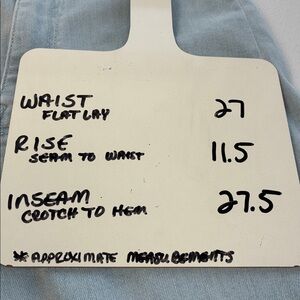 WAIST 27
FLAT LAY
RISE 11.5
SEAM TO WAIST
INSEAM 27.5
CROTCH TO HEM
* APPROXIMATE MEASUREMENTS